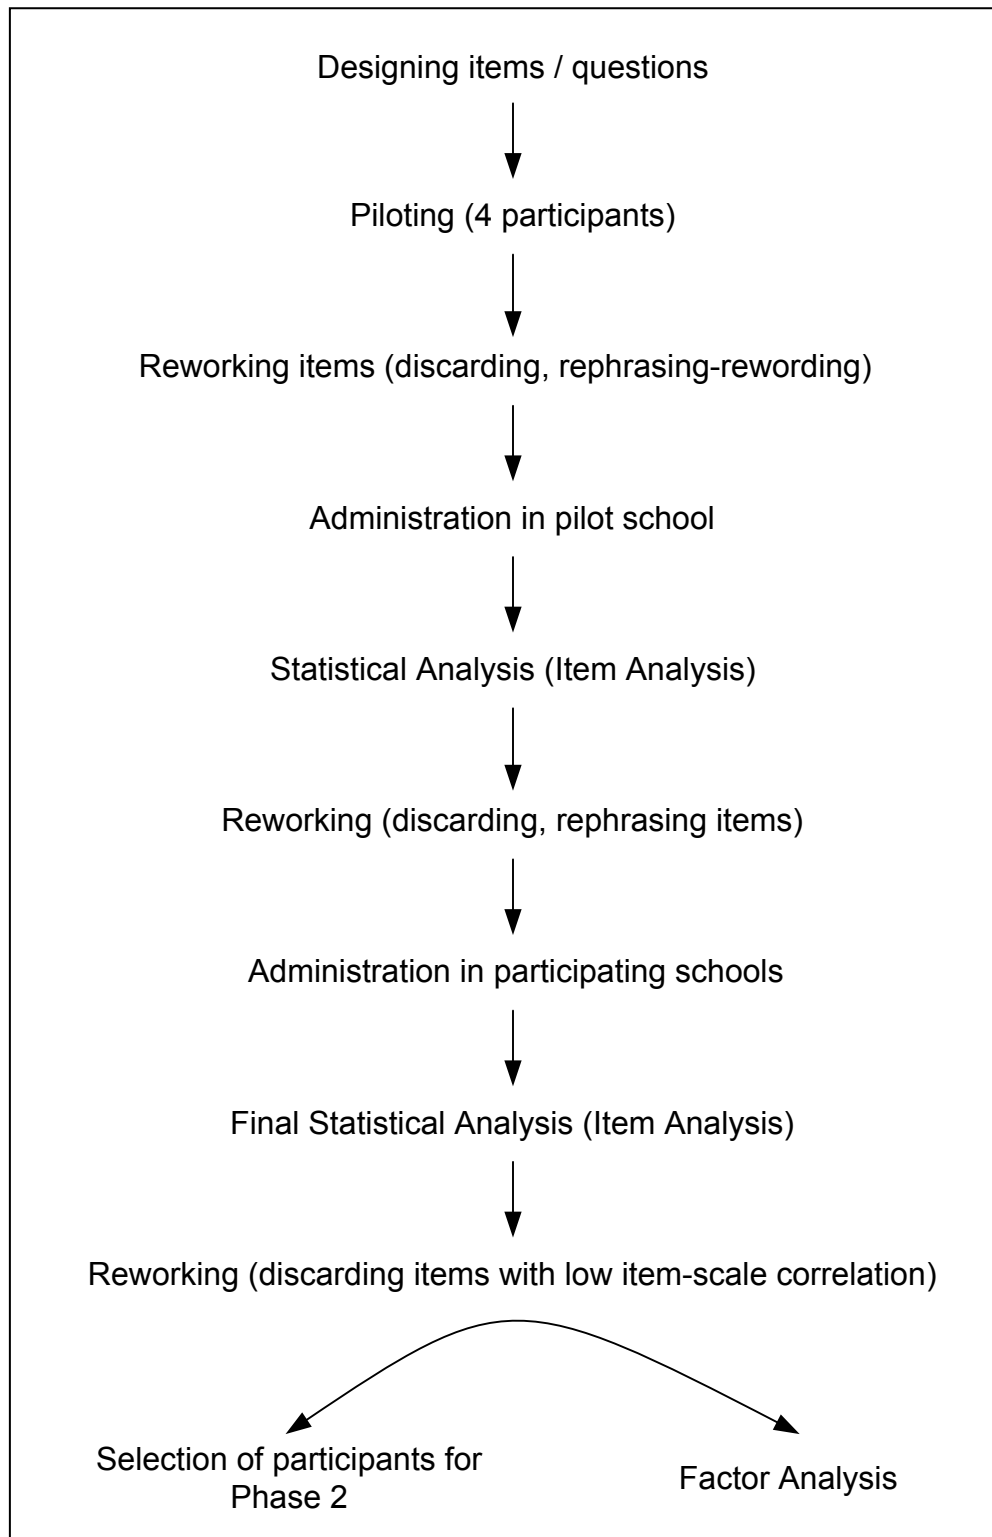 Designing items / questions
Piloting (4 participants)
Reworking items (discarding, rephrasing-rewording)
Administration in pilot school
Statistical Analysis (Item Analysis)
Reworking (discarding, rephrasing items)
Administration in participating schools
Final Statistical Analysis (Item Analysis)
Reworking (discarding items with low item-scale correlation)
Selection of participants for
Phase 2
Factor Analysis